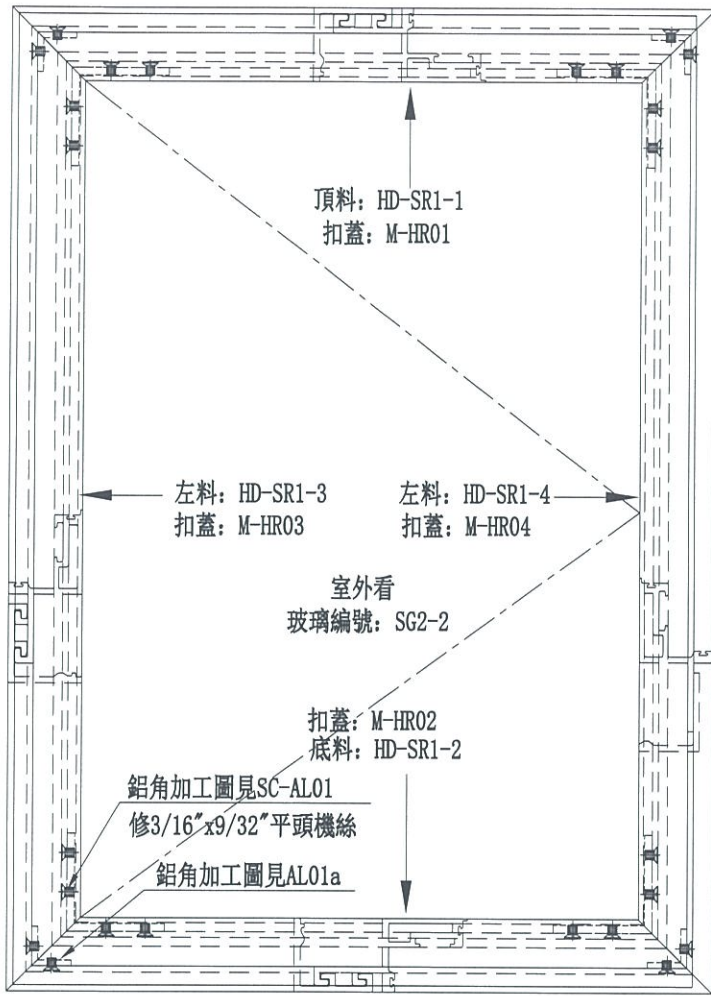 頂料: HD-SR1-1
扣蓋: M-HR01
左料: HD-SR1-3
扣蓋: M-HR03
左料: HD-SR1-4
扣蓋: M-HR04
室外看
玻璃編號: SG2-2
扣蓋: M-HR02
底料: HD-SR1-2
鋁角加工圖見SC-AL01
修3/16"x9/32"平頭機絲
鋁角加工圖見AL01a